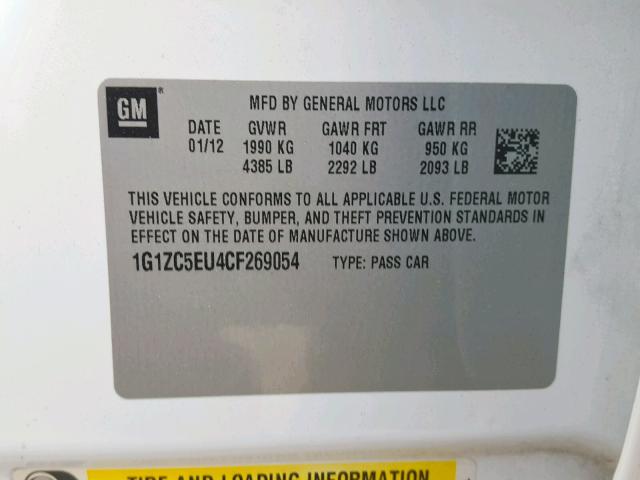 GM ®
MFD BY GENERAL MOTORS LLC
DATE GVWR GAWR FRT GAWR RR
01/12 1990 KG 1040 KG 950 KG
4385 LB 2292 LB 2093 LB
THIS VEHICLE CONFORMS TO ALL APPLICABLE U.S. FEDERAL MOTOR
VEHICLE SAFETY, BUMPER, AND THEFT PREVENTION STANDARDS IN
EFFECT ON THE DATE OF MANUFACTURE SHOWN ABOVE.
1G1ZC5EU4CF269054 TYPE: PASS CAR
TIRE AND LOADING INFORMATION